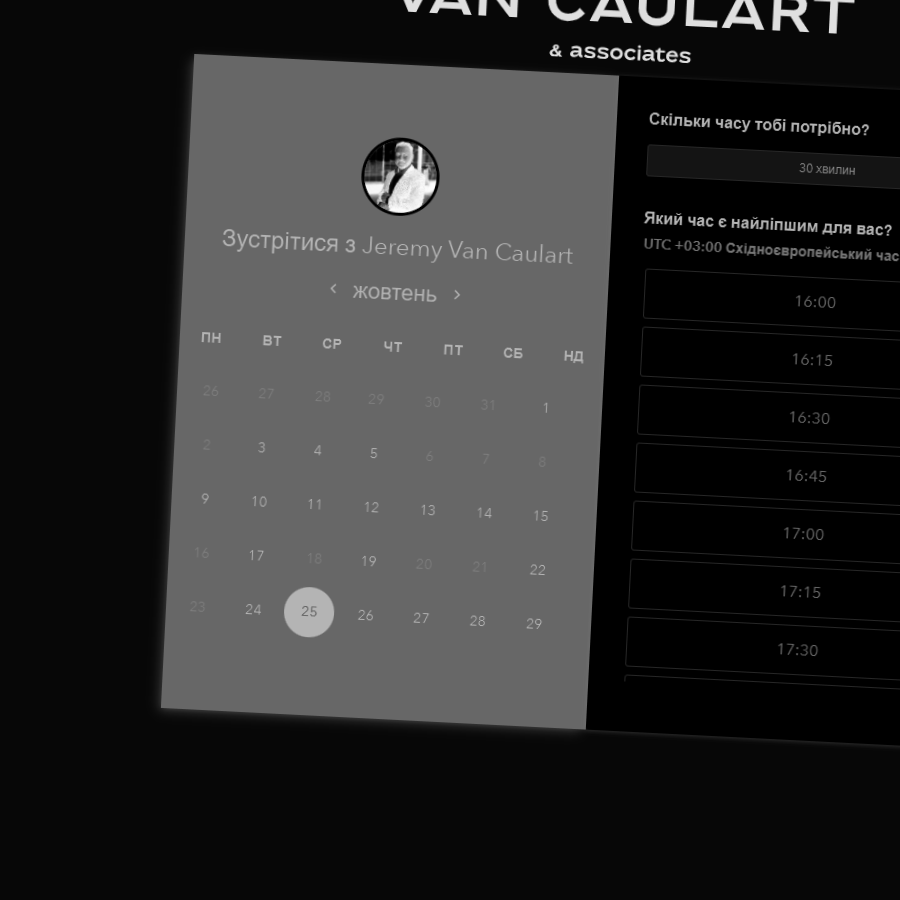 VAN CAULART
& associates
Зустрітися з Jeremy Van Caulart
‹ жовтень ›
ПН ВТ СР ЧТ ПТ СБ НД
26 27 28 29 30 31 1
2 3 4 5 6 7 8
9 10 11 12 13 14 15
16 17 18 19 20 21 22
23 24 25 26 27 28 29
Скільки часу тобі потрібно?
30 хвилин
Який час є найліпшим для вас?
UTC +03:00 Східноєвропейський час
16:00
16:15
16:30
16:45
17:00
17:15
17:30